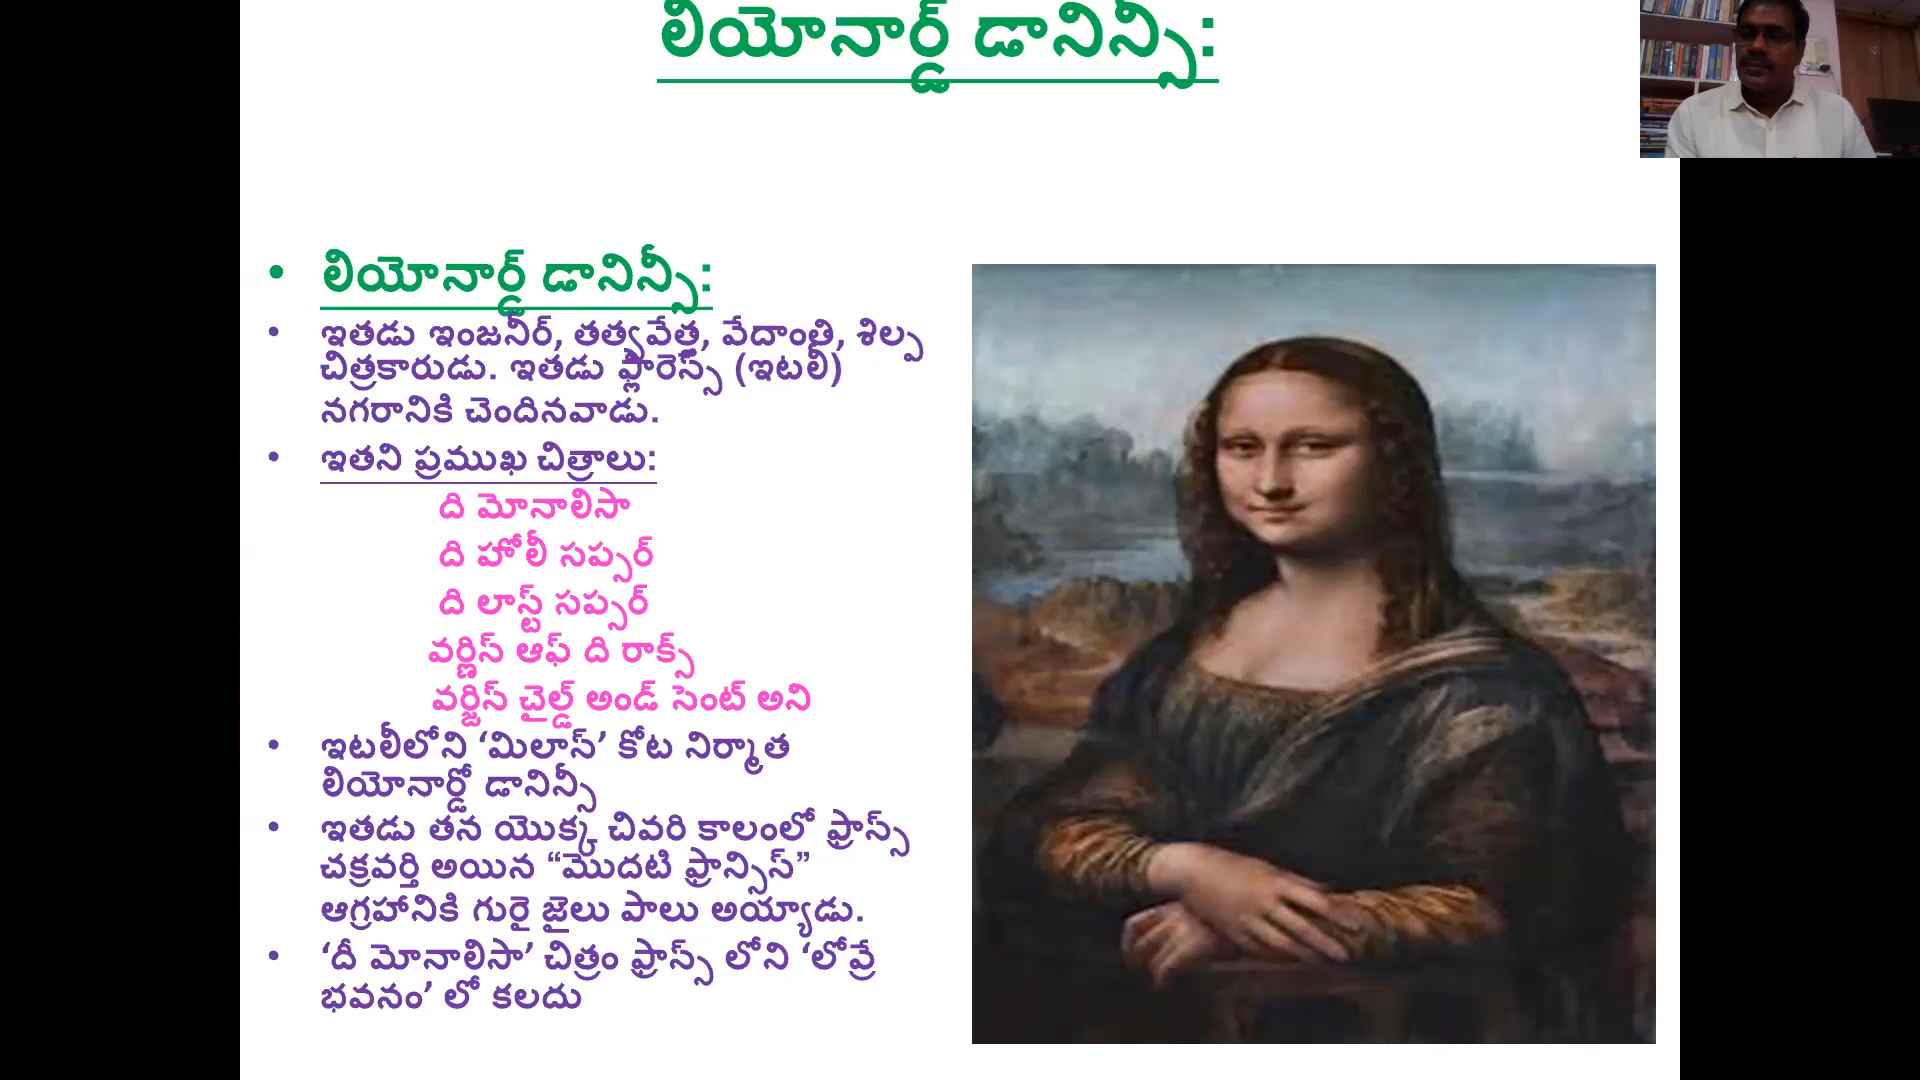 లియోనార్డ్ డావిన్సి:
లియోనార్డ్ డావిన్సీ:
ఇతడు ఇంజనీర్, తత్వవేత్త, వేదాంతి, శిల్ప
చిత్రకారుడు. ఇతడు ఫ్లారెన్స్ (ఇటలీ)
నగరానికి చెందినవాడు.
ఇతని ప్రముఖ చిత్రాలు:
ది మోనాలిసా
ది హోలీ సప్పర్
ది లాస్ట్ సప్పర్
వర్ణిస్ ఆఫ్ ది రాక్స్
వర్జిస్ చైల్డ్ అండ్ సెంట్ అని
ఇటలీలోని ‘మిలాన్’ కోట నిర్మాత
లియోనార్డో డావిన్సీ
ఇతడు తన యొక్క చివరి కాలంలో ఫ్రాన్స్
చక్రవర్తి అయిన “మొదటి ఫ్రాన్సిస్”
ఆగ్రహానికి గురై జైలు పాలు అయ్యాడు.
‘దీ మోనాలిసా’ చిత్రం ఫ్రాన్స్ లోని ‘లోవ్రే
భవనం’ లో కలదు